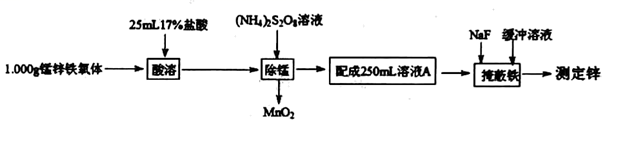 25mL17%盐酸
(NH₄)₂S₂O₈溶液
NaF 缓冲溶液
1.000g锰锌铁氧体
酸溶
除锰
配成250mL溶液A
掩蔽铁
测定锌
MnO₂